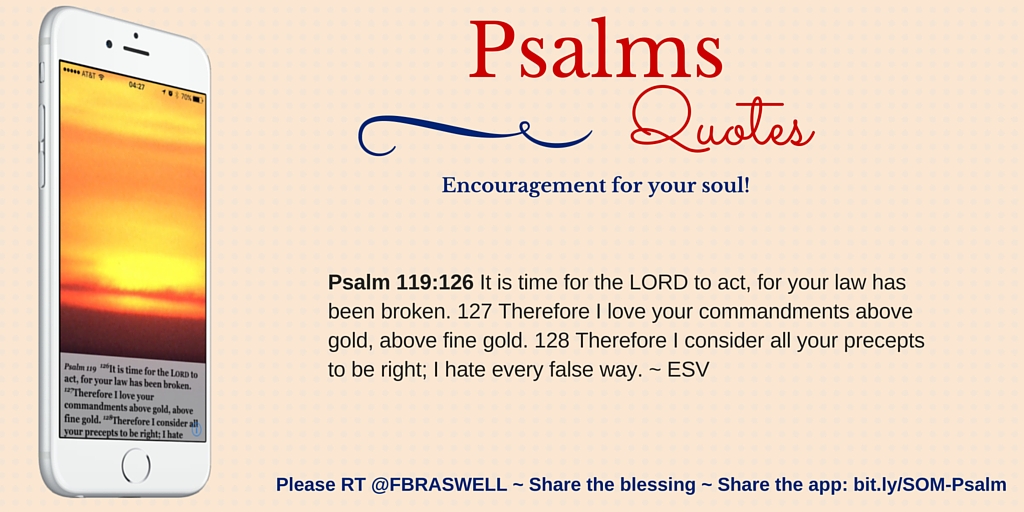 ●●●●● AT&T 04:27 70%
Psalm 119 126It is time for the LORD to
act, for your law has been broken.
127Therefore I love your
commandments above gold, above
fine gold. 128Therefore I consider all
your precepts to be right; I hate
Psalms
Quotes
Encouragement for your soul!
Psalm 119:126 It is time for the LORD to act, for your law has
been broken. 127 Therefore I love your commandments above
gold, above fine gold. 128 Therefore I consider all your precepts
to be right; I hate every false way. ~ ESV
Please RT @FBRASWELL ~ Share the blessing ~ Share the app: bit.ly/SOM-Psalm